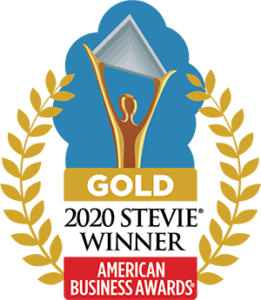 GOLD
2020 STEVIE®
WINNER
AMERICAN
BUSINESS AWARDS®